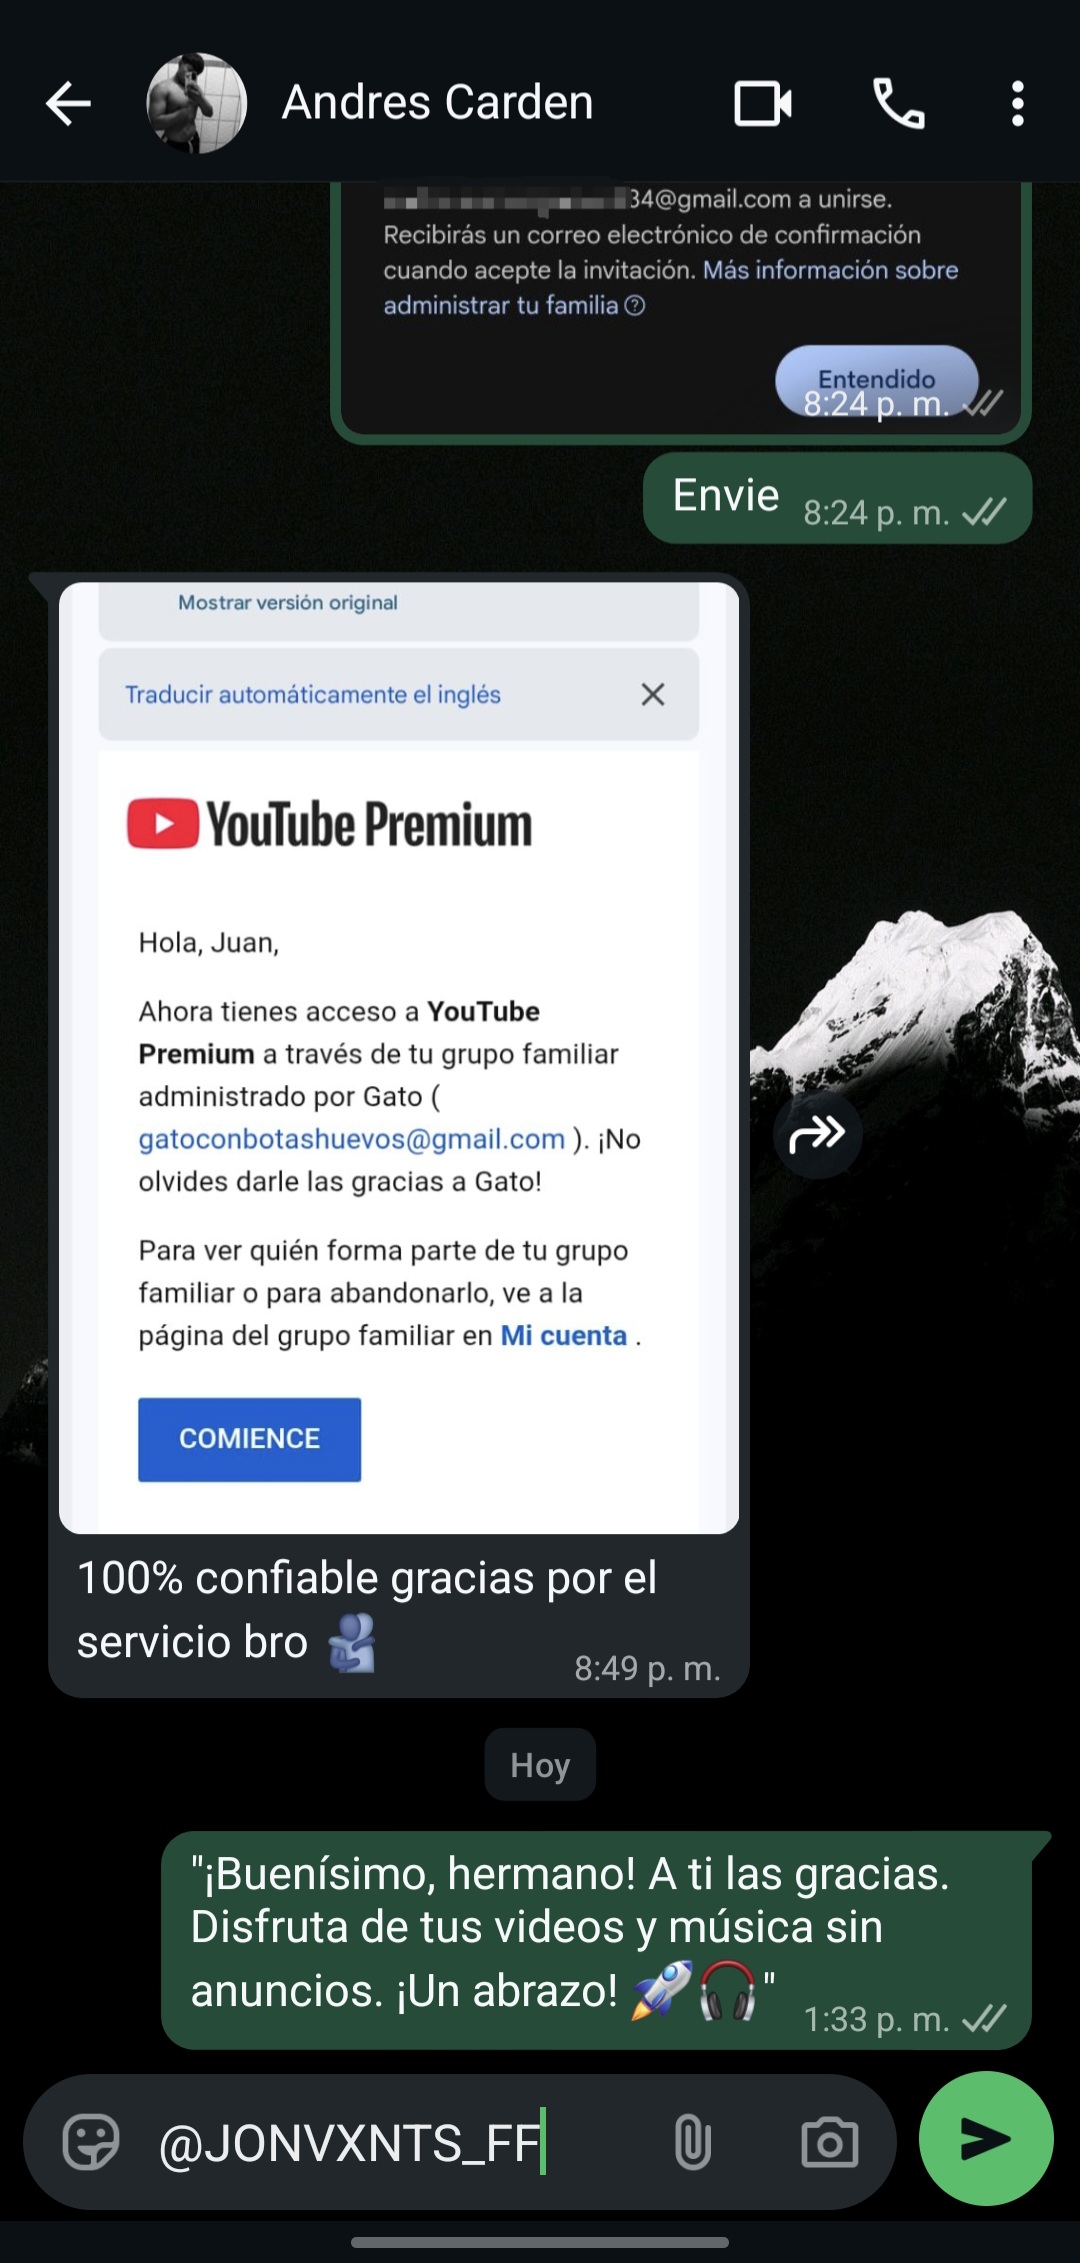 Andres Carden
34@gmail.com a unirse.
Recibirás un correo electrónico de confirmación
cuando acepte la invitación. Más información sobre
administrar tu familia
Entendido
8:24 p. m.
Envie 8:24 p. m.
Mostrar versión original
Traducir automáticamente el inglés
YouTube Premium
Hola, Juan,
Ahora tienes acceso a YouTube
Premium a través de tu grupo familiar
administrado por Gato (
gatoconbotashuevos@gmail.com ). ¡No
olvides darle las gracias a Gato!
Para ver quién forma parte de tu grupo
familiar o para abandonarlo, ve a la
página del grupo familiar en Mi cuenta .
COMIENCE
100% confiable gracias por el
servicio bro 🫂
8:49 p. m.
Hoy
"¡Buenísimo, hermano! A ti las gracias.
Disfruta de tus videos y música sin
anuncios. ¡Un abrazo! 🚀🎧"
1:33 p. m.
@JONVXNTS_FF